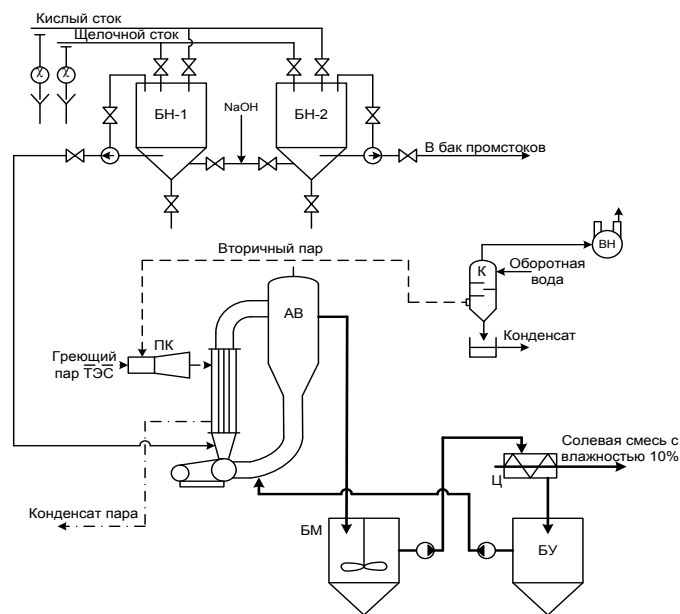 Кислый сток
Щелочной сток
БН-1
NaOH
БН-2
В бак промстоков
Вторичный пар
ВН
К
Оборотная
вода
АВ
ПК
Греющий
пар ТЭС
Конденсат
Солевая смесь с
влажностью 10%
Ц
Конденсат пара
БМ
БУ